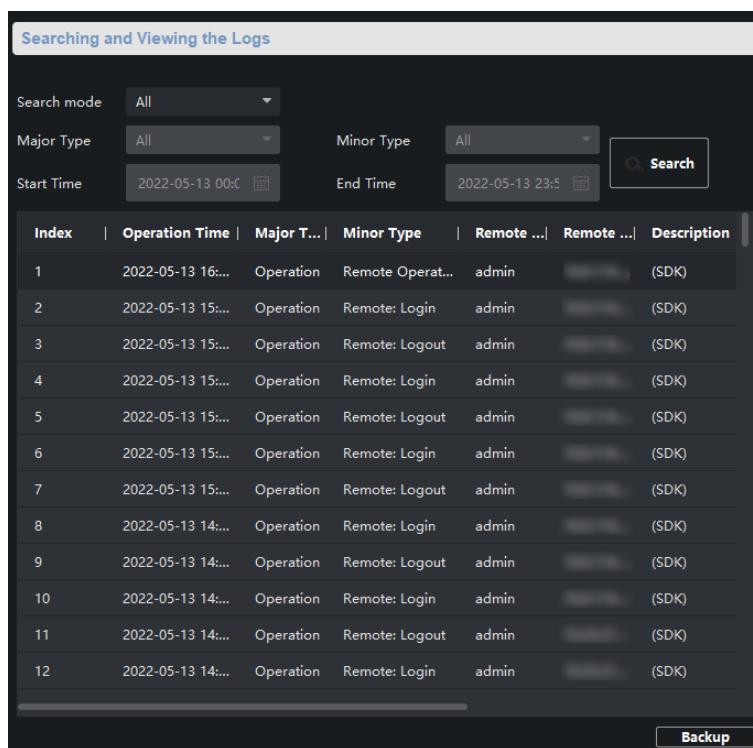 Searching and Viewing the Logs
Search mode All
Major Type All Minor Type All
Search
Start Time 2022-05-13 00:0 End Time 2022-05-13 23:5
Index Operation Time Major T... Minor Type Remote ... Remote ... Description
1 2022-05-13 16:... Operation Remote Operat... admin (SDK)
2 2022-05-13 15:... Operation Remote: Login admin (SDK)
3 2022-05-13 15:... Operation Remote: Logout admin (SDK)
4 2022-05-13 15:... Operation Remote: Login admin (SDK)
5 2022-05-13 15:... Operation Remote: Logout admin (SDK)
6 2022-05-13 15:... Operation Remote: Login admin (SDK)
7 2022-05-13 15:... Operation Remote: Logout admin (SDK)
8 2022-05-13 14:... Operation Remote: Login admin (SDK)
9 2022-05-13 14:... Operation Remote: Logout admin (SDK)
10 2022-05-13 14:... Operation Remote: Login admin (SDK)
11 2022-05-13 14:... Operation Remote: Logout admin (SDK)
12 2022-05-13 14:... Operation Remote: Login admin (SDK)
Backup